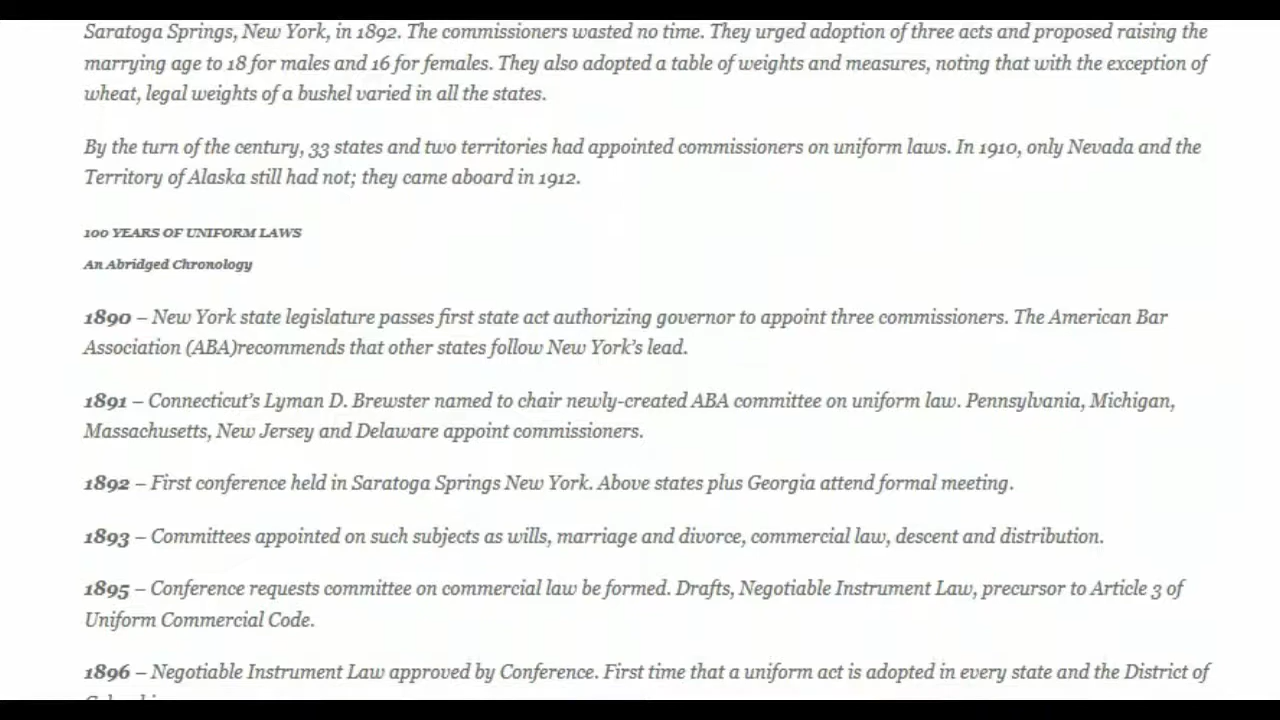 Saratoga Springs, New York, in 1892. The commissioners wasted no time. They urged adoption of three acts and proposed raising the
marrying age to 18 for males and 16 for females. They also adopted a table of weights and measures, noting that with the exception of
wheat, legal weights of a bushel varied in all the states.
By the turn of the century, 33 states and two territories had appointed commissioners on uniform laws. In 1910, only Nevada and the
Territory of Alaska still had not; they came aboard in 1912.
100 YEARS OF UNIFORM LAWS
An Abridged Chronology
1890 – New York state legislature passes first state act authorizing governor to appoint three commissioners. The American Bar
Association (ABA)recommends that other states follow New York's lead.
1891 – Connecticut's Lyman D. Brewster named to chair newly-created ABA committee on uniform law. Pennsylvania, Michigan,
Massachusetts, New Jersey and Delaware appoint commissioners.
1892 – First conference held in Saratoga Springs New York. Above states plus Georgia attend formal meeting.
1893 – Committees appointed on such subjects as wills, marriage and divorce, commercial law, descent and distribution.
1895 – Conference requests committee on commercial law be formed. Drafts, Negotiable Instrument Law, precursor to Article 3 of
Uniform Commercial Code.
1896 – Negotiable Instrument Law approved by Conference. First time that a uniform act is adopted in every state and the District of